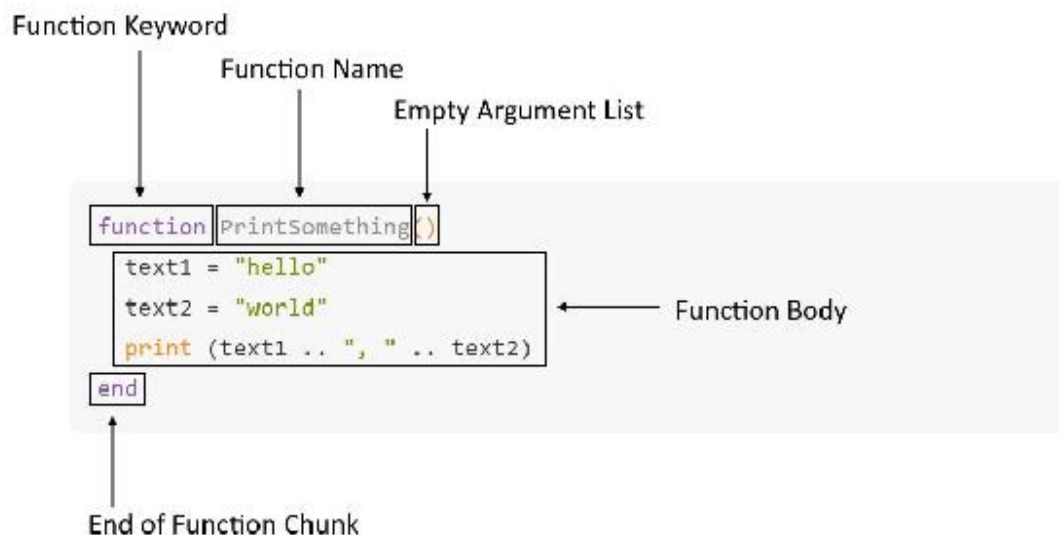 Function Keyword
Function Name
Empty Argument List
function PrintSomething()
text1 = "hello"
text2 = "world"
print (text1 .. ", " .. text2)
Function Body
end
End of Function Chunk